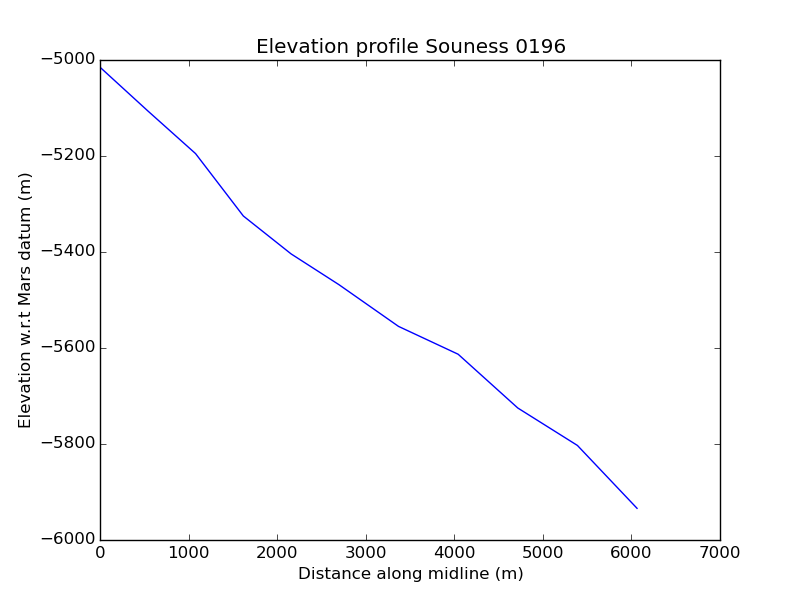 Elevation profile Souness 0196
−5000
−5200
−5400
−5600
−5800
−6000
Elevation w.r.t Mars datum (m)
0 1000 2000 3000 4000 5000 6000 7000
Distance along midline (m)